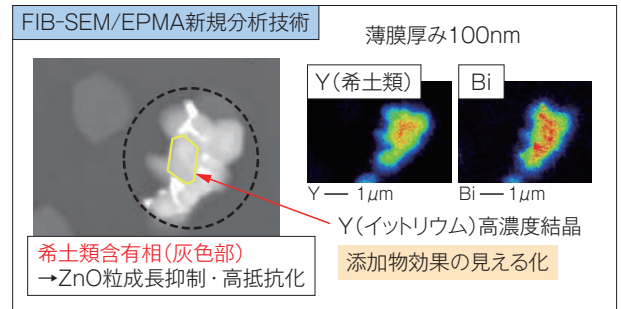 FIB-SEM/EPMA新規分析技術
薄膜厚み100nm
Y(希土類)
Bi
Y 1μm
Bi 1μm
Y(イットリウム)高濃度結晶
希土類含有相(灰色部)
→ZnO粒成長抑制・高抵抗化
添加物効果の見える化